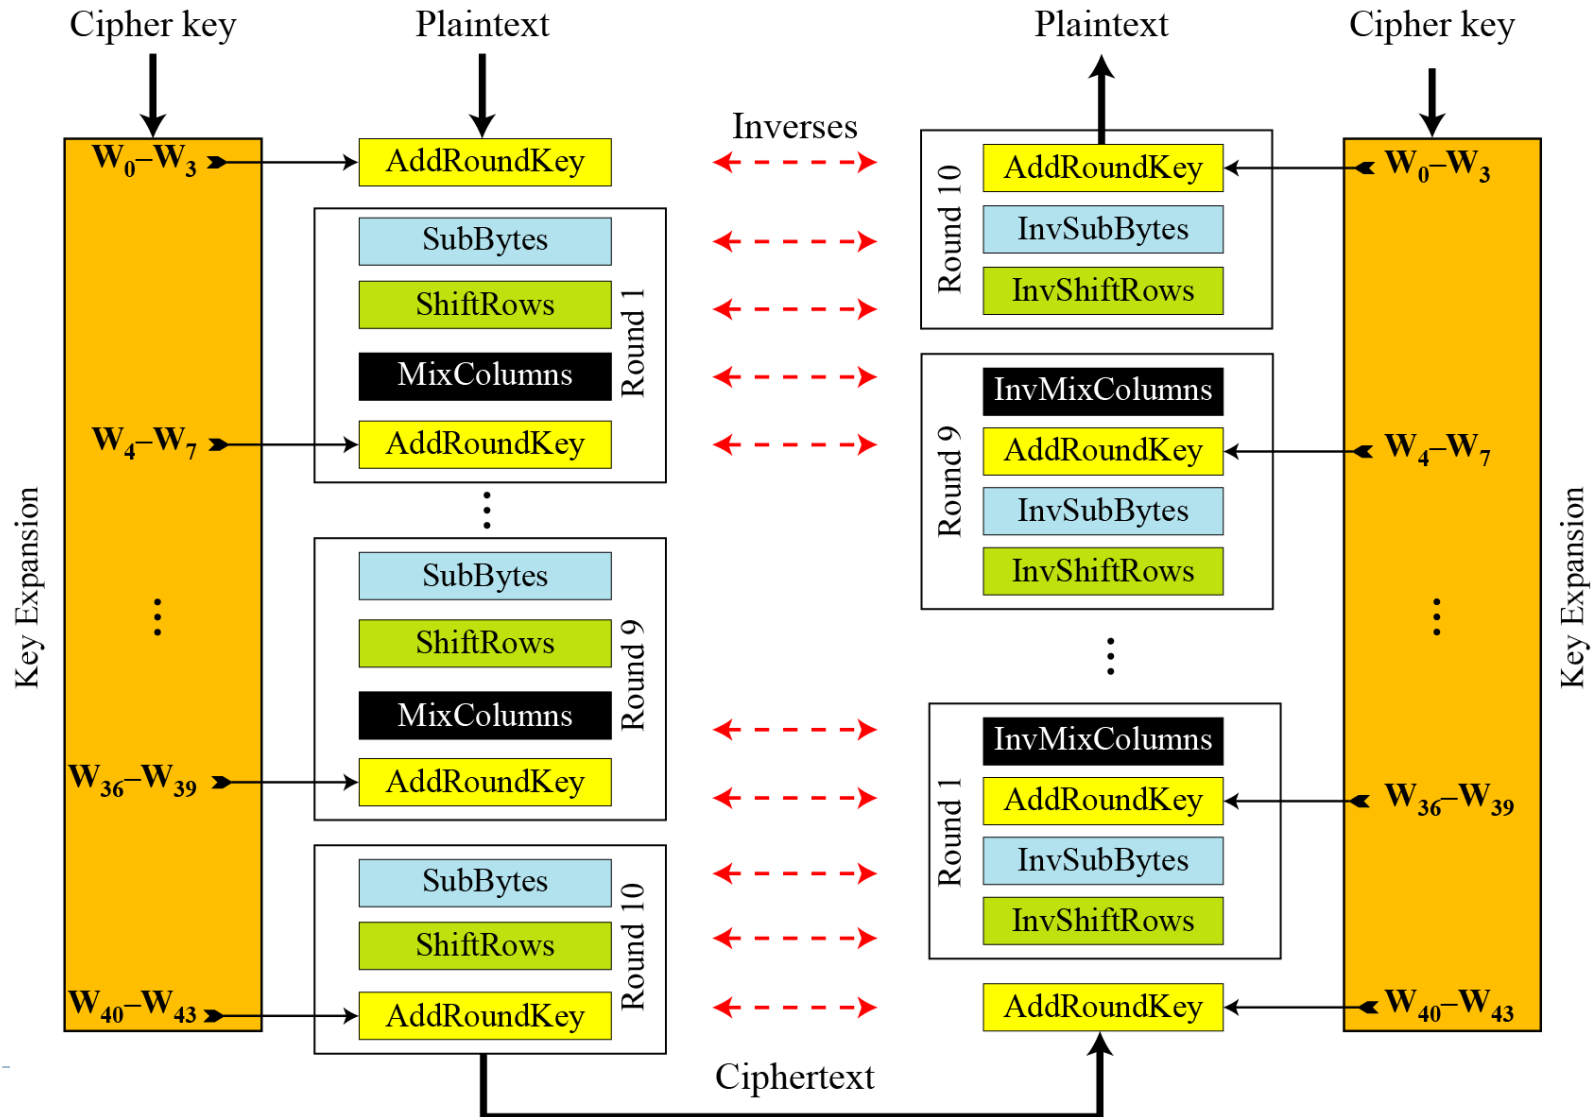 Cipher key
Plaintext
Plaintext
Cipher key
Inverses
Key Expansion
W0–W3
W4–W7
W36–W39
W40–W43
AddRoundKey
SubBytes
ShiftRows
MixColumns
AddRoundKey
Round 1
SubBytes
ShiftRows
MixColumns
AddRoundKey
Round 9
SubBytes
ShiftRows
AddRoundKey
Round 10
Ciphertext
AddRoundKey
InvSubBytes
InvShiftRows
Round 10
InvMixColumns
AddRoundKey
InvSubBytes
InvShiftRows
Round 9
InvMixColumns
AddRoundKey
InvSubBytes
InvShiftRows
Round 1
AddRoundKey
W0–W3
W4–W7
W36–W39
W40–W43
Key Expansion